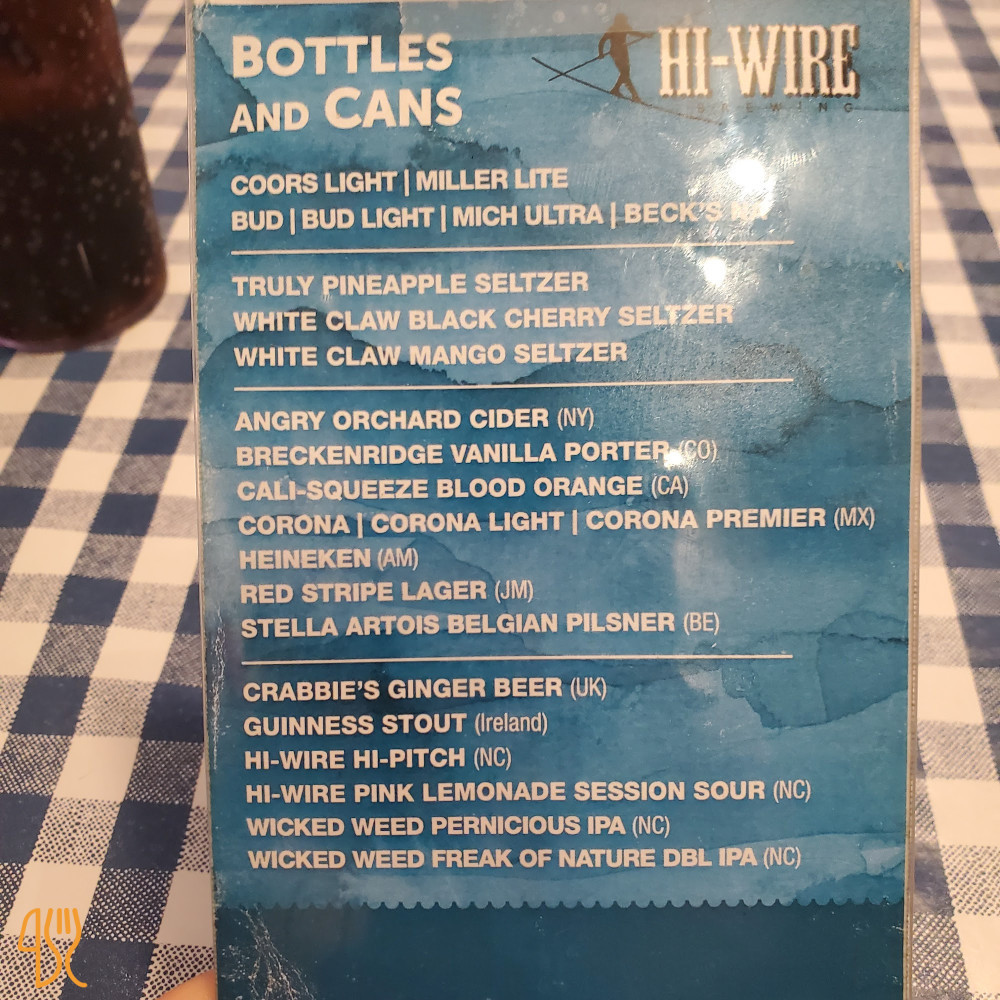 BOTTLES
AND CANS
HI-WIRE
BREWING
COORS LIGHT | MILLER LITE
BUD | BUD LIGHT | MICH ULTRA | BECK'S NA
TRULY PINEAPPLE SELTZER
WHITE CLAW BLACK CHERRY SELTZER
WHITE CLAW MANGO SELTZER
ANGRY ORCHARD CIDER (NY)
BRECKENRIDGE VANILLA PORTER (CO)
CALI-SQUEEZE BLOOD ORANGE (CA)
CORONA | CORONA LIGHT | CORONA PREMIER (MX)
HEINEKEN (AM)
RED STRIPE LAGER (JM)
STELLA ARTOIS BELGIAN PILSNER (BE)
CRABBIE'S GINGER BEER (UK)
GUINNESS STOUT (Ireland)
HI-WIRE HI-PITCH (NC)
HI-WIRE PINK LEMONADE SESSION SOUR (NC)
WICKED WEED PERNICIOUS IPA (NC)
WICKED WEED FREAK OF NATURE DBL IPA (NC)